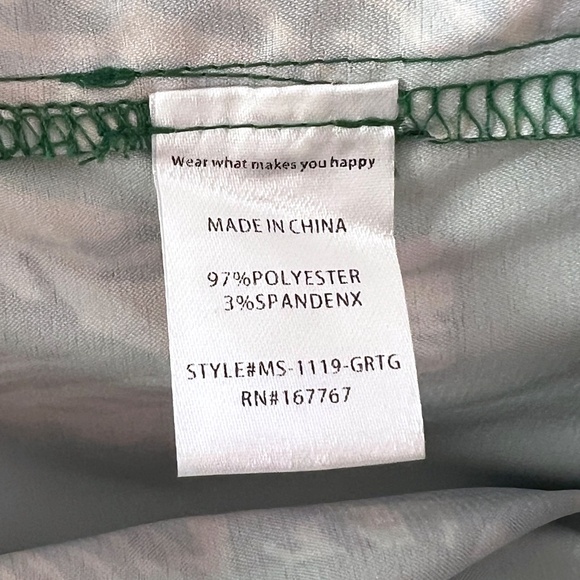 Wear what makes you happy
MADE IN CHINA
97%POLYESTER
3%SPANDENX
STYLE#MS-1119-GRTG
RN#167767